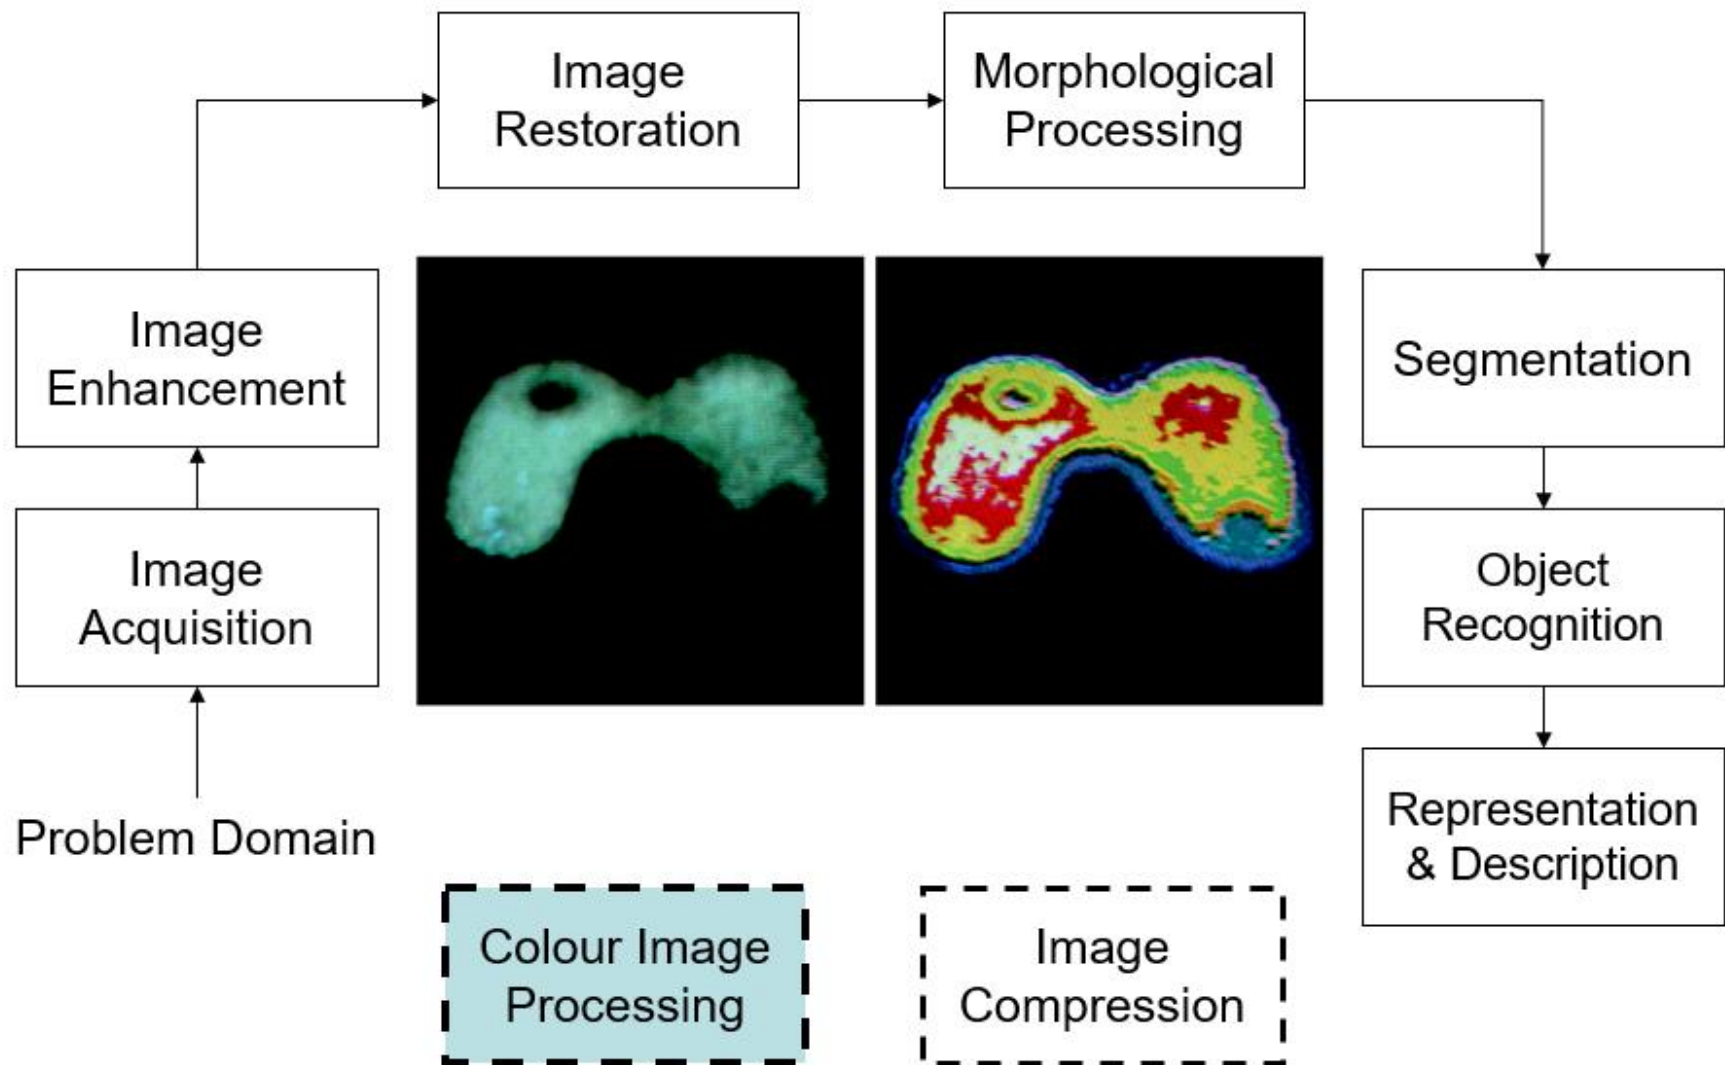 Image
Restoration
Morphological
Processing
Image
Enhancement
Segmentation
Image
Acquisition
Object
Recognition
Problem Domain
Representation
& Description
Colour Image
Processing
Image
Compression